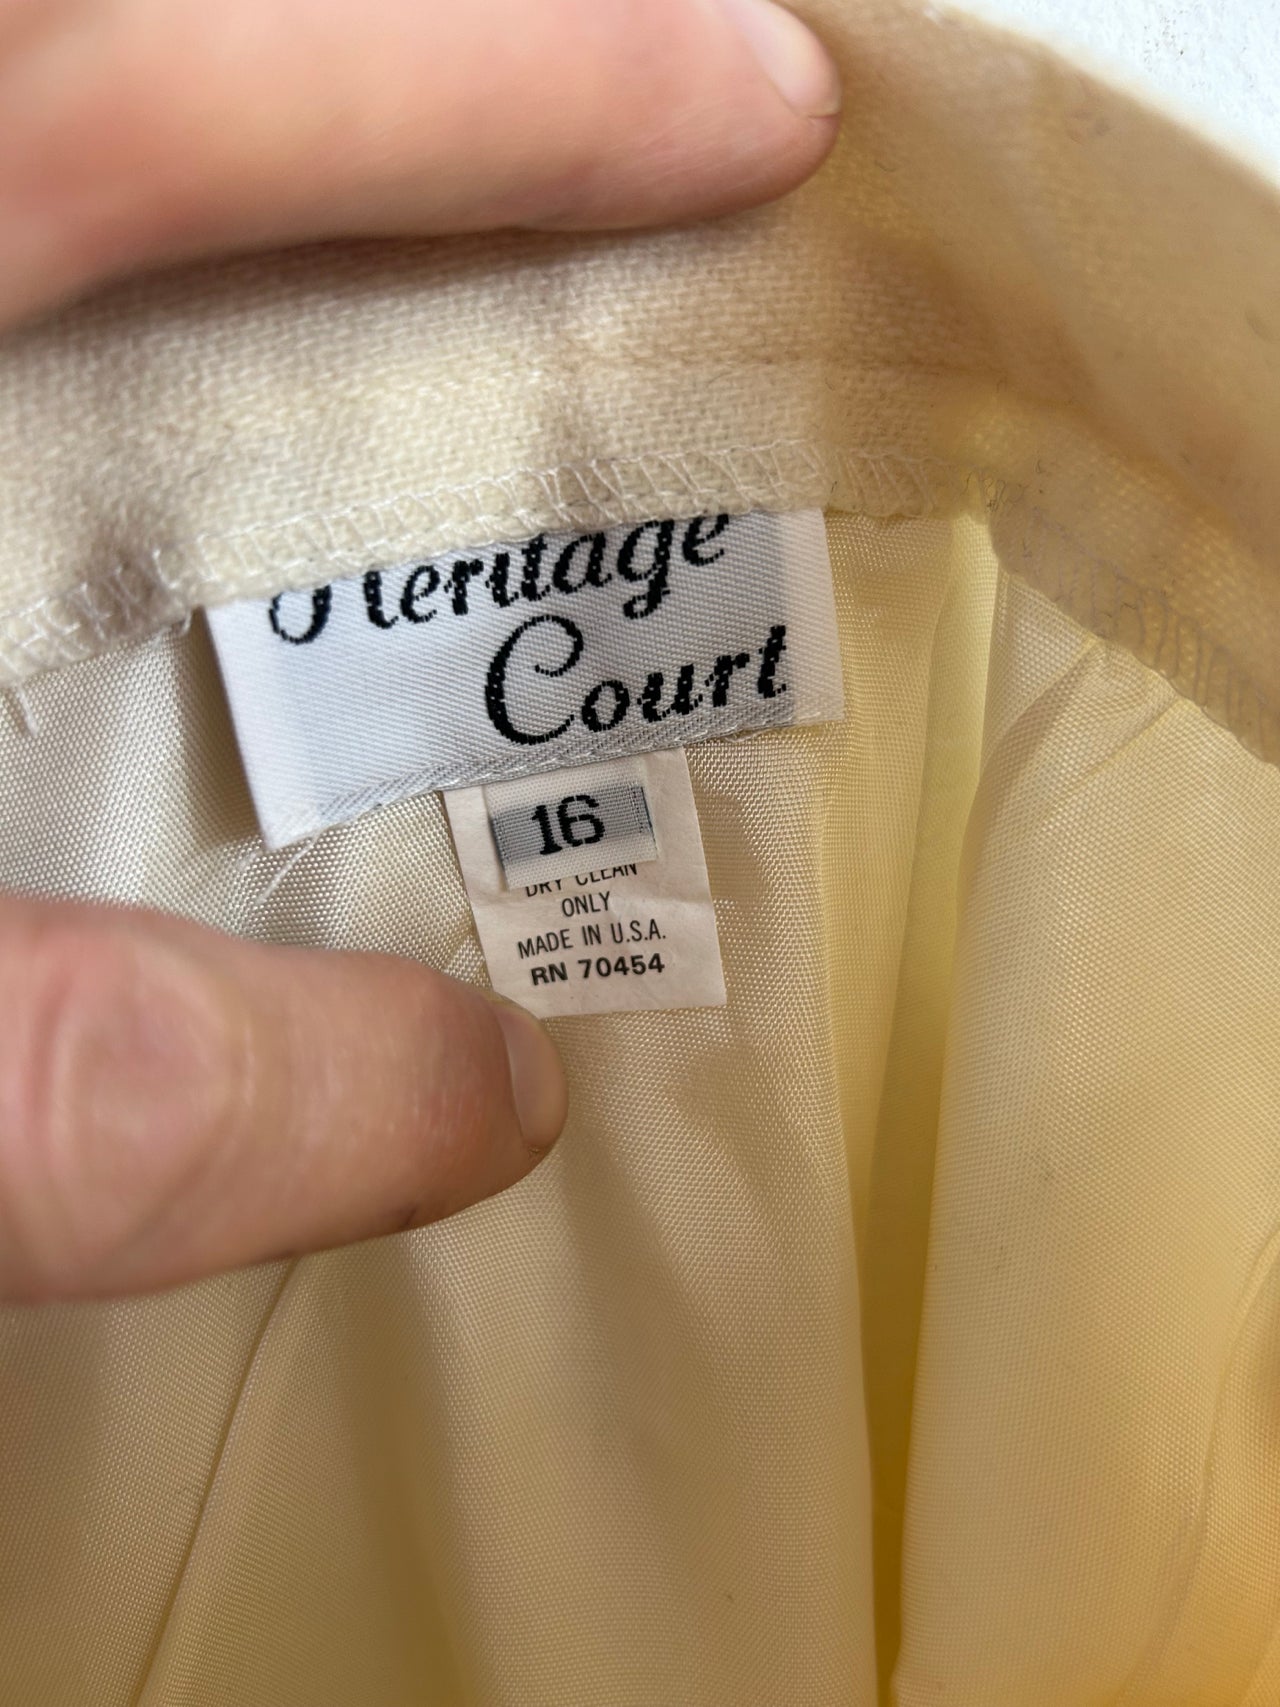 Heritage
Court
16
DRY CLEAN
ONLY
MADE IN U.S.A.
RN 70454